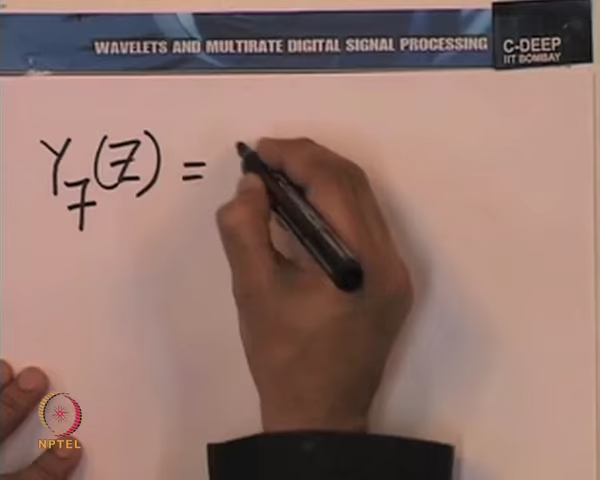 WAVELETS AND MULTIRATE DIGITAL SIGNAL PROCESSING
C-DEEP
IIT BOMBAY
Y₇(Z) =
NPTEL